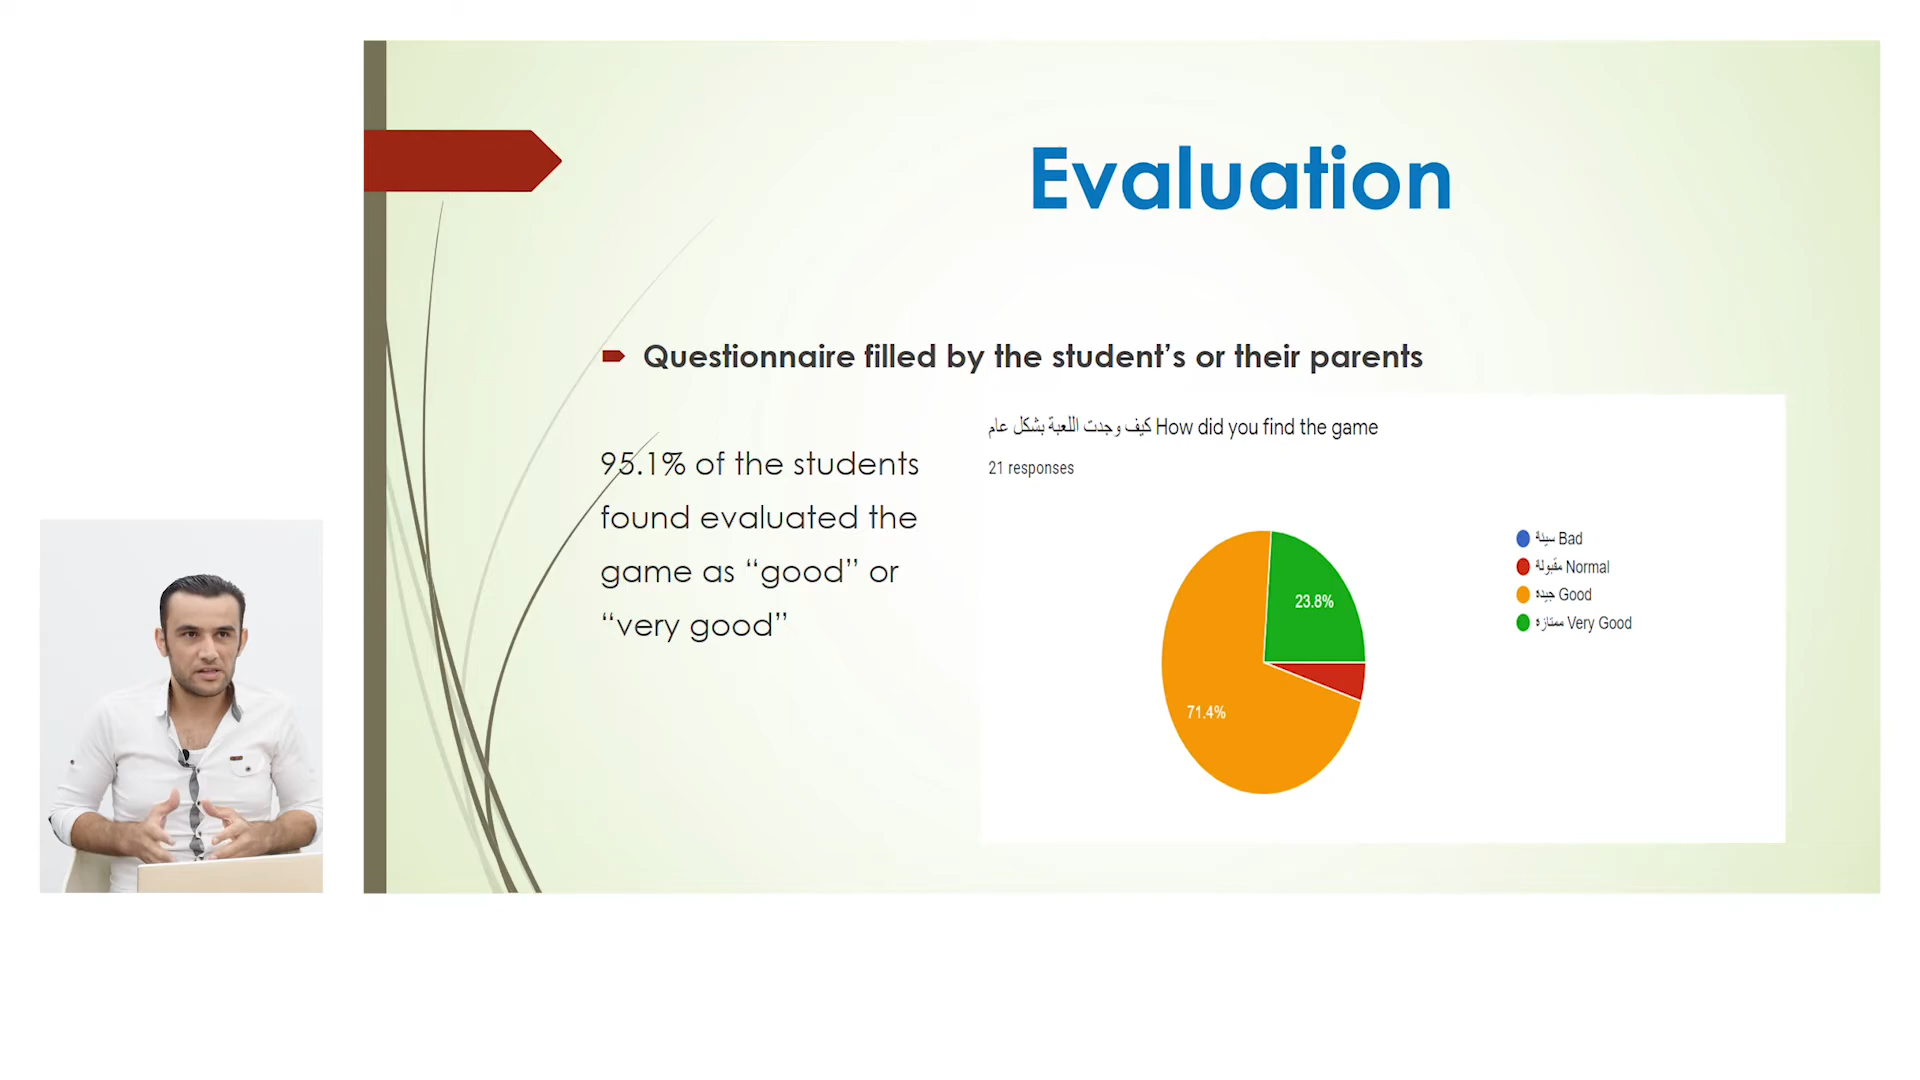 Evaluation
Questionnaire filled by the student’s or their parents
95.1% of the students
found evaluated the
game as “good” or
“very good”
كيف وجدت اللعبة بشكل عام How did you find the game
21 responses
23.8%
71.4%
سيئة Bad
مقبولة Normal
جيده Good
ممتازه Very Good